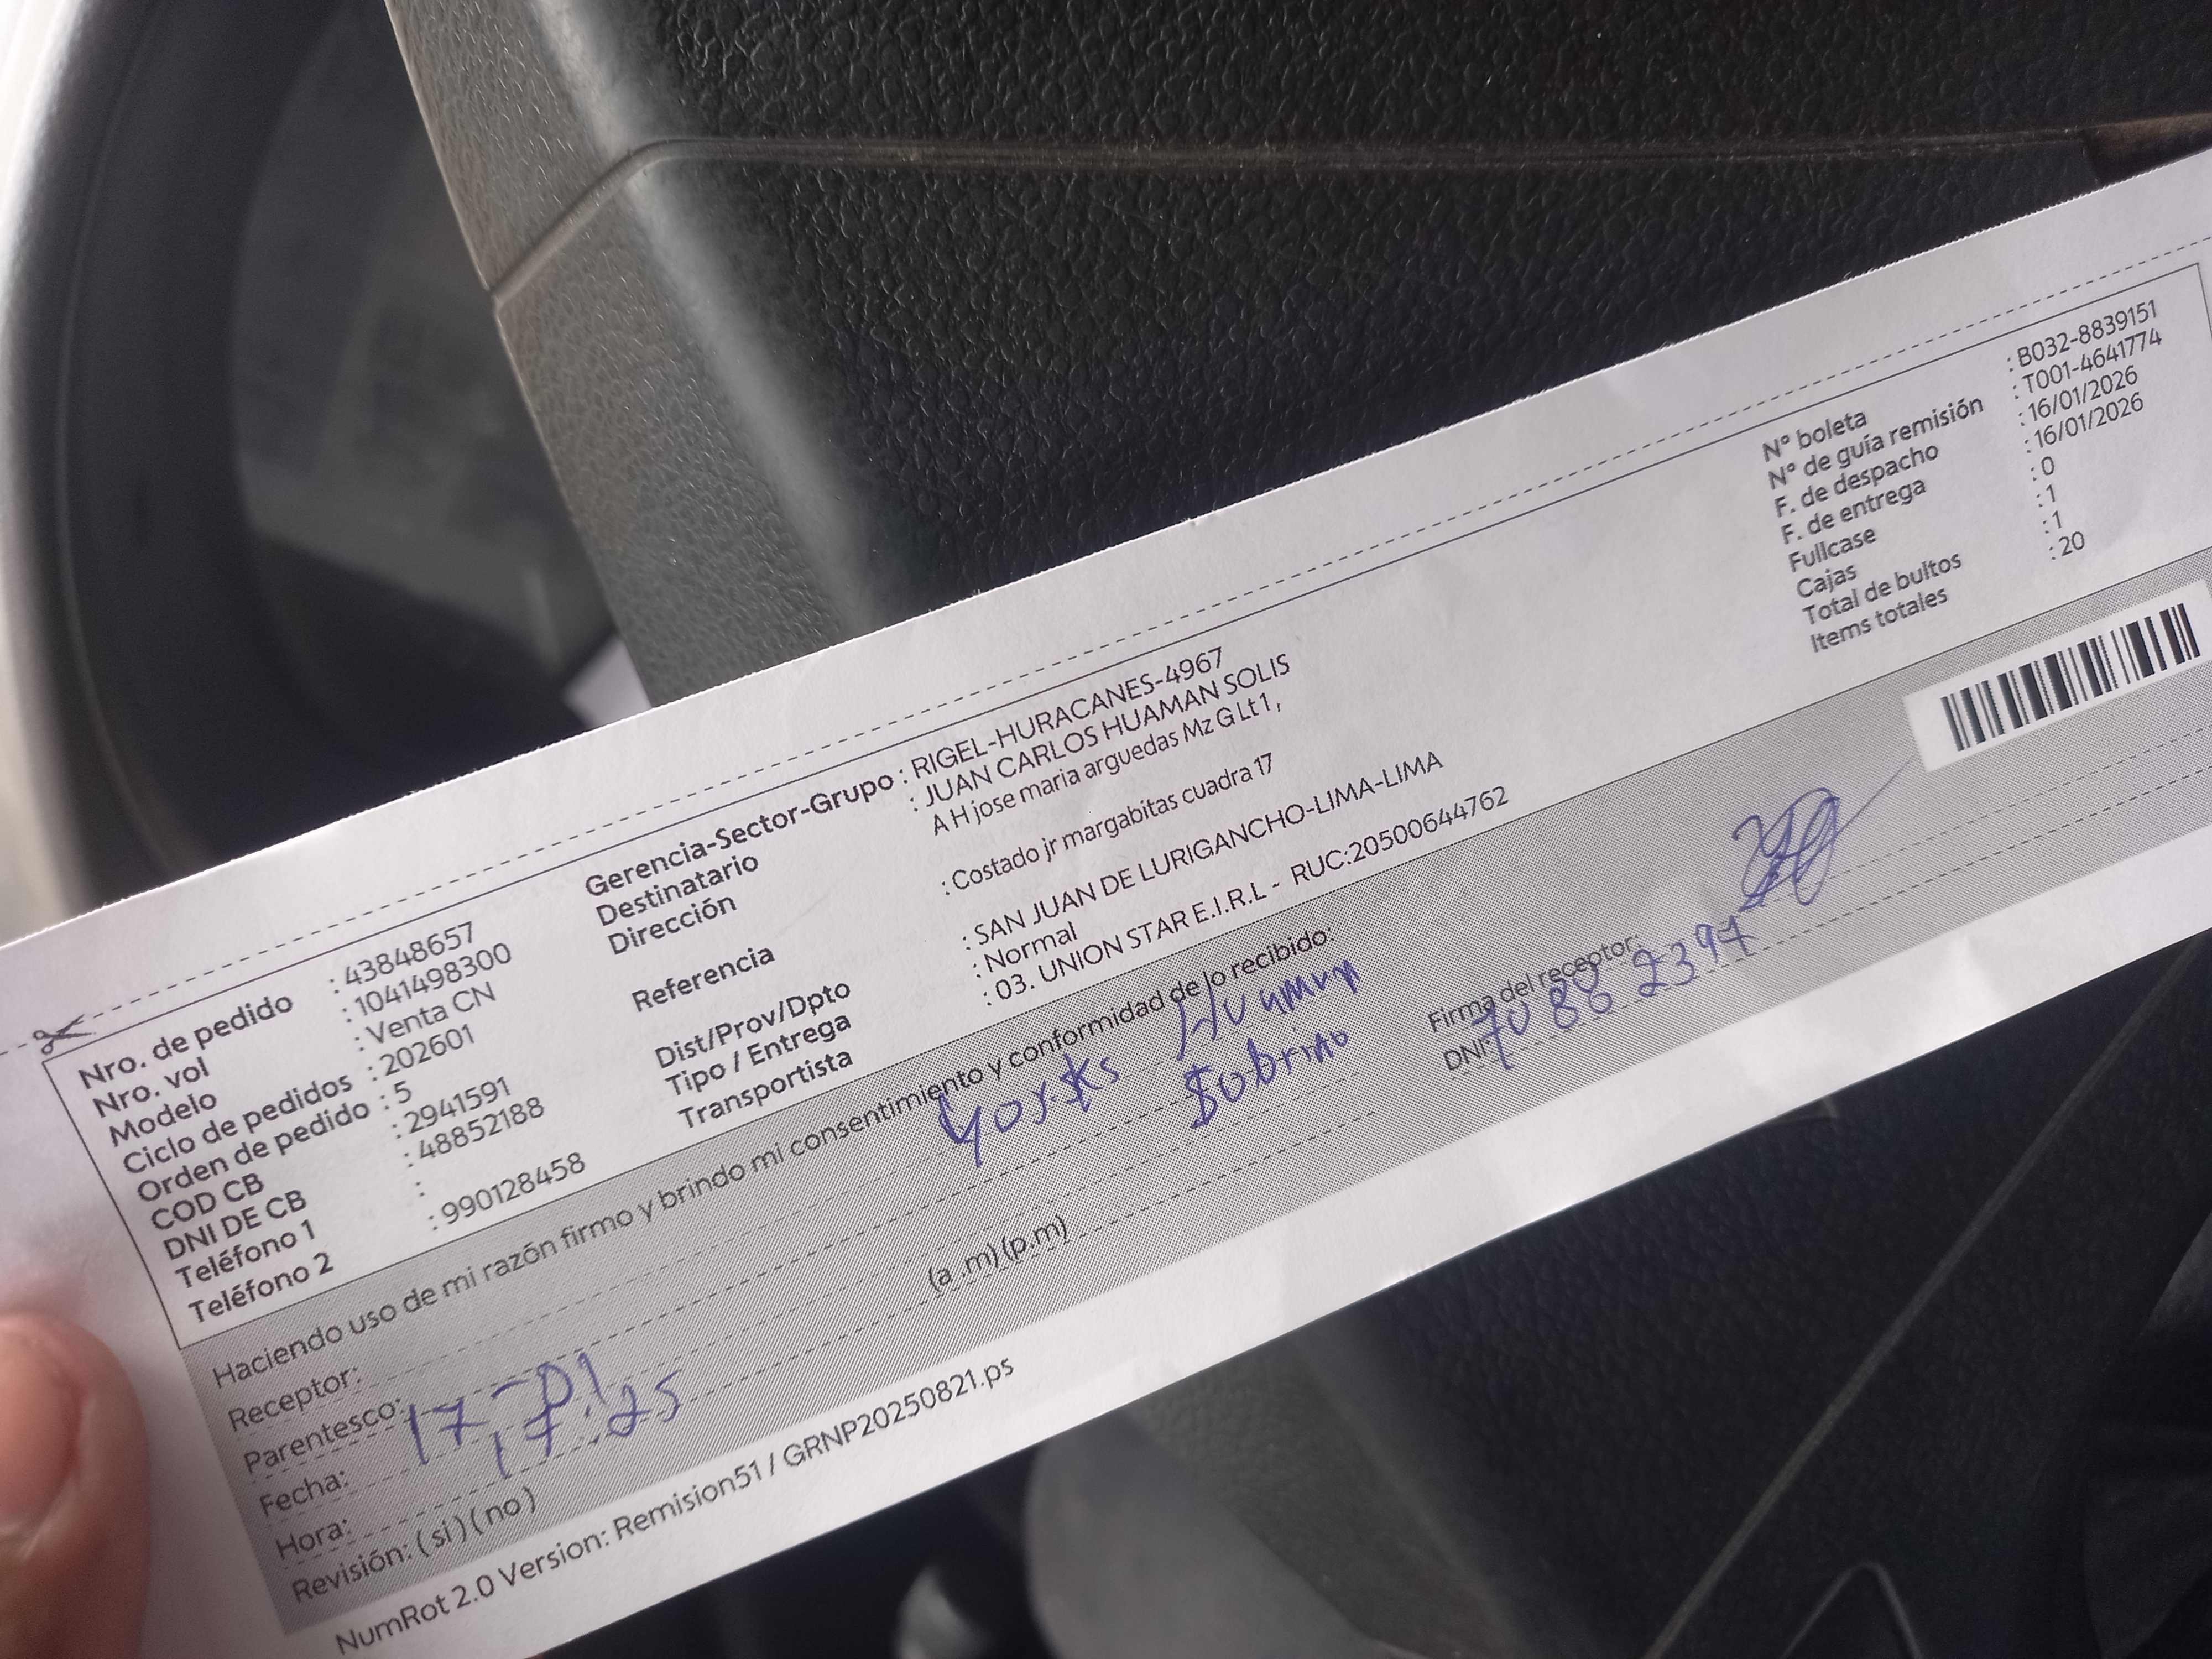 Nro. de pedido : 43848657
Nro. vol : 1041498300
Modelo : Venta CN
Ciclo de pedidos : 202601
Orden de pedido : 5
COD CB : 2941591
DNI DE CB : 48852188
Teléfono 1 :
Teléfono 2 : 990128458
Gerencia-Sector-Grupo : RIGEL-HURACANES-4967
Destinatario : JUAN CARLOS HUAMAN SOLIS
Dirección A H jose maria arguedas Mz G Lt 1 ,
Referencia : Costado jr margabitas cuadra 17
Dist/Prov/Dpto : SAN JUAN DE LURIGANCHO-LIMA-LIMA
Tipo / Entrega : Normal
Transportista : 03. UNION STAR E.I.R.L - RUC:20500644762
N° boleta : B032-8839151
N° de guía remisión : T001-4641774
F. de despacho : 16/01/2026
F. de entrega : 16/01/2026
Fullcase : 0
Cajas : 1
Total de bultos : 1
Items totales : 20
Haciendo uso de mi razón firmo y brindo mi consentimiento y conformidad de lo recibido:
Receptor: Huaman
Parentesco: Sobrino
Fecha: 17
Hora: 25 (a .m) (p.m)
Revisión: ( si ) ( no )
Firma del receptor:
DNI:
NumRot 2.0 Version: Remision51 / GRNP20250821.ps